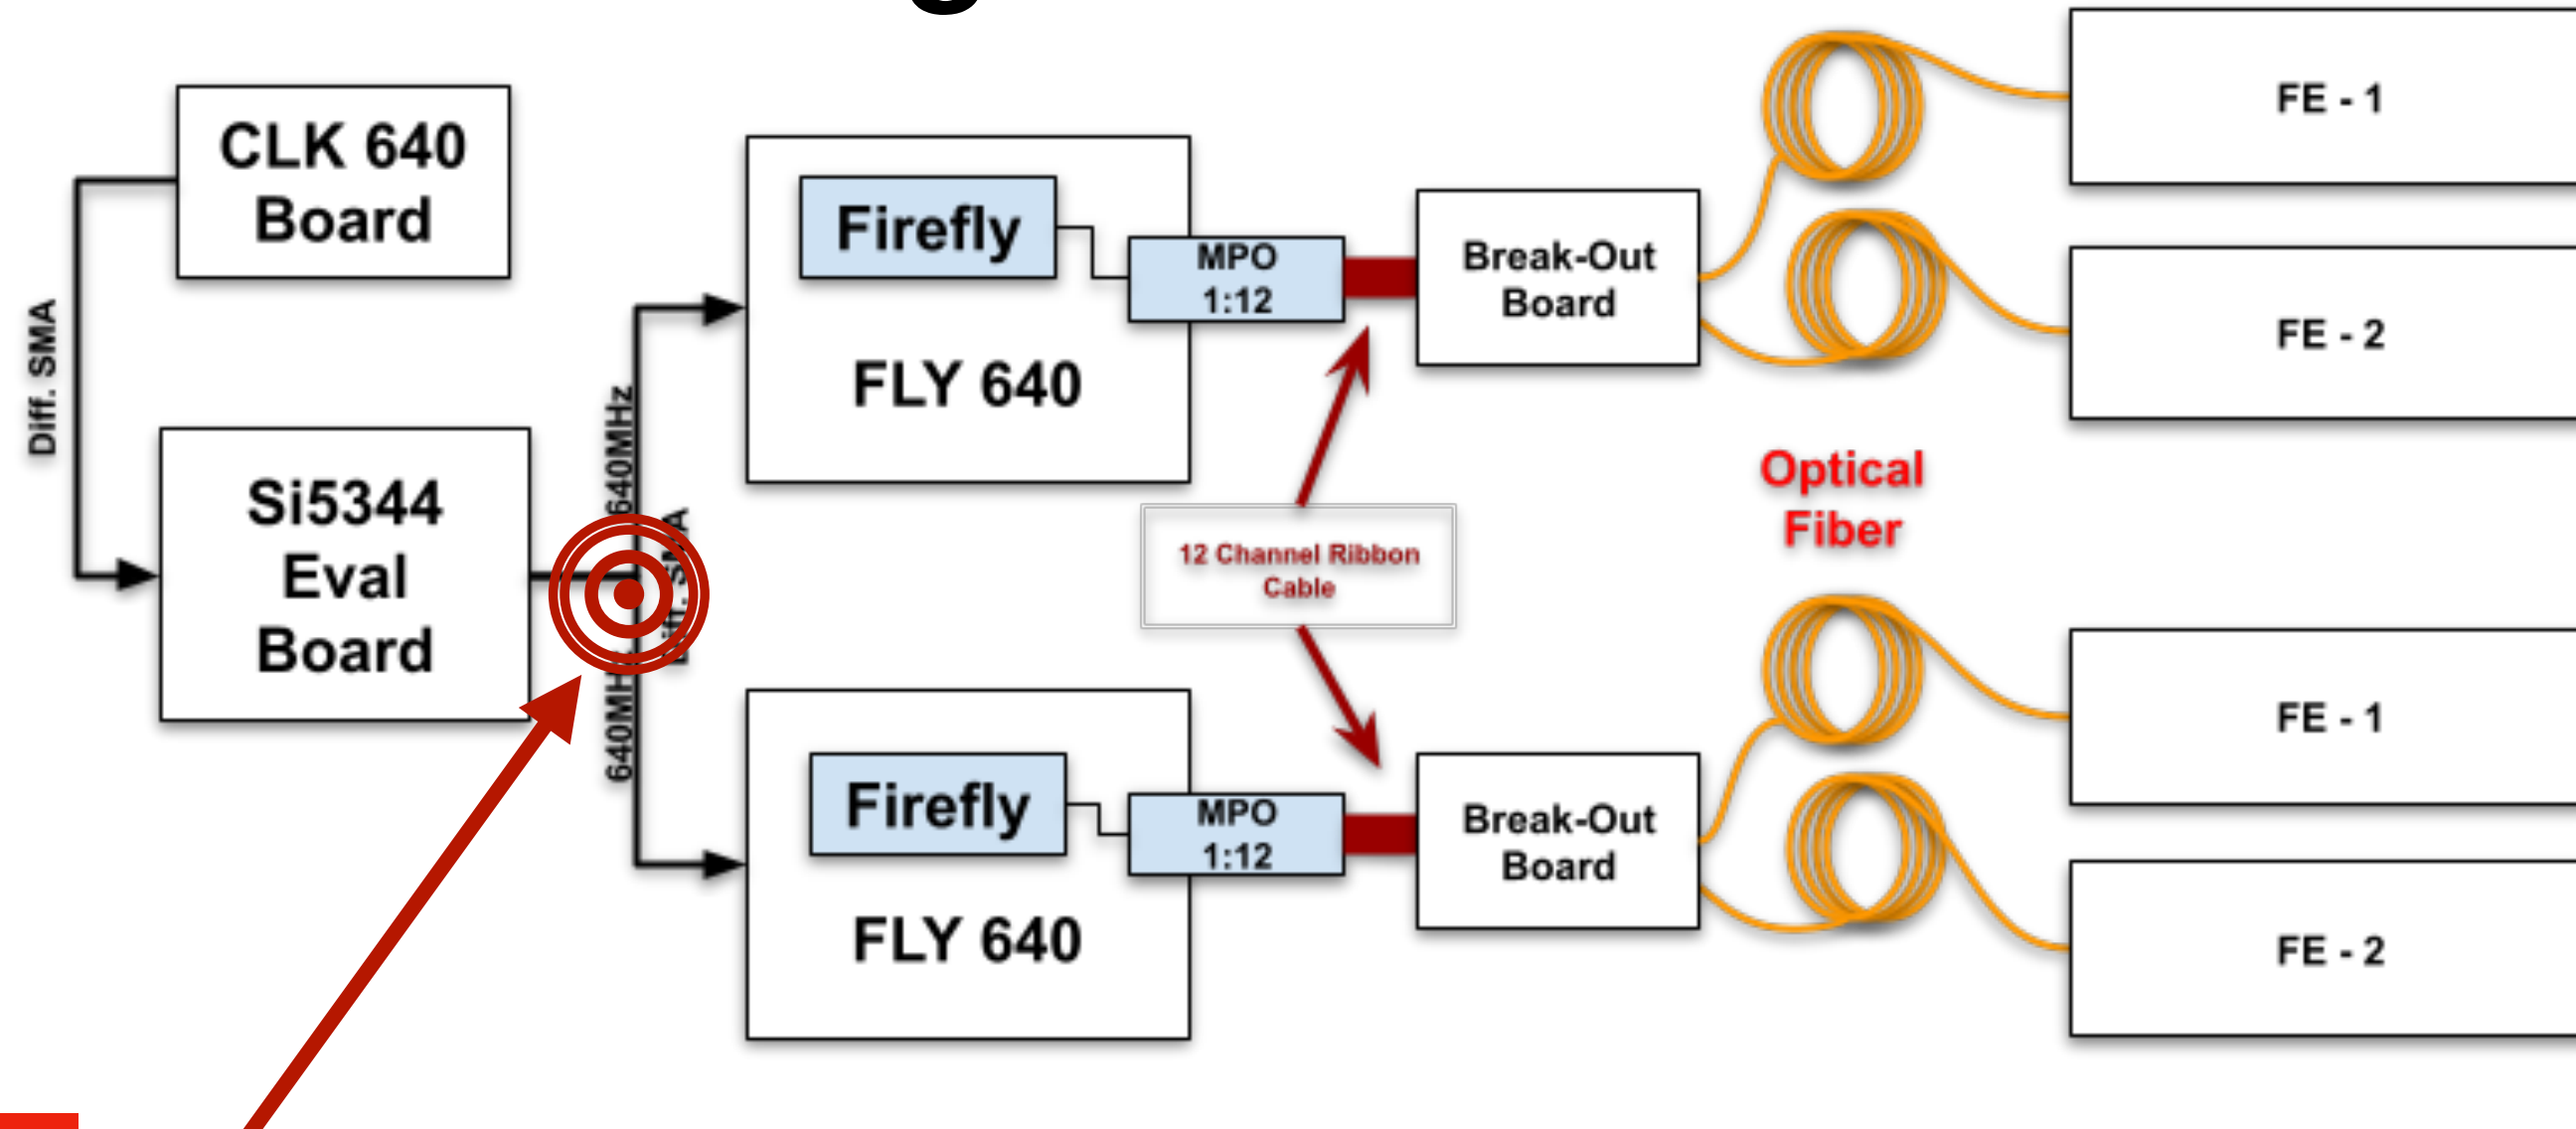 CLK 640
Board
Diff. SMA
Si5344
Eval
Board
640MHz
Diff. SMA
Firefly
MPO
1:12
FLY 640
Break-Out
Board
FE - 1
FE - 2
12 Channel Ribbon
Cable
Optical
Fiber
Firefly
MPO
1:12
FLY 640
Break-Out
Board
FE - 1
FE - 2